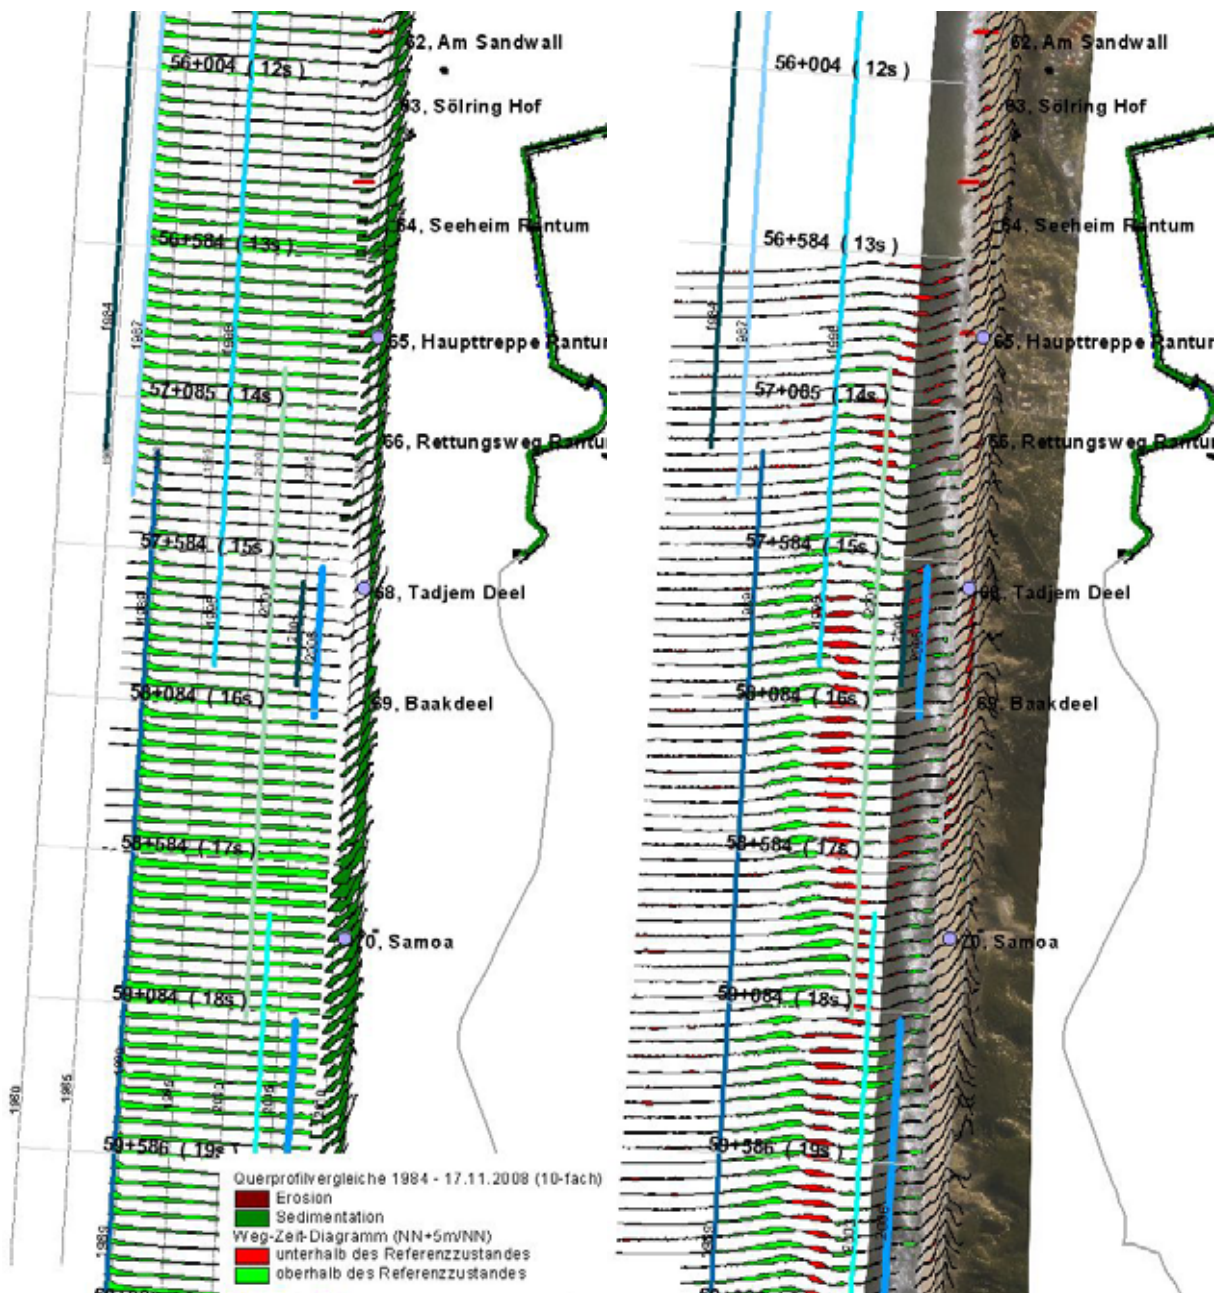 62, Am Sandwall
56+004 ( 12s )
63, Sölring Hof
64, Seeheim Rantum
56+584 ( 13s )
1984
1987
65, Haupttreppe Rantum
57+085 ( 14s )
66, Rettungsweg Rantum
57+584 ( 15s )
68, Tadjem Deel
58+084 ( 16s )
69, Baakdeel
58+584 ( 17s )
70, Samoa
59+084 ( 18s )
1960
1965
59+586 ( 19s )
1989
Querprofilvergleiche 1984 - 17.11.2008 (10-fach)
Erosion
Sedimentation
Weg-Zeit-Diagramm (NN+5m/NN)
unterhalb des Referenzzustandes
oberhalb des Referenzzustandes
62, Am Sandwall
56+004 ( 12s )
63, Sölring Hof
64, Seeheim Rantum
56+584 ( 13s )
1984
65, Haupttreppe Rantum
57+085 ( 14s )
66, Rettungsweg Rantum
57+584 ( 15s )
68, Tadjem Deel
58+084 ( 16s )
69, Baakdeel
58+584 ( 17s )
70, Samoa
59+084 ( 18s )
59+586 ( 19s )
1989